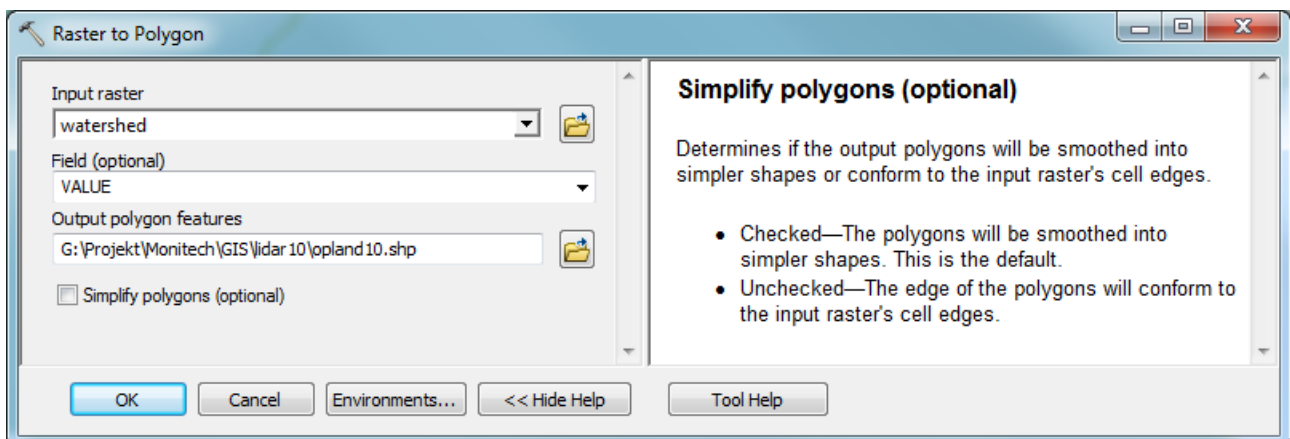 Raster to Polygon
Input raster
watershed
Field (optional)
VALUE
Output polygon features
G:\Projekt\Monitech\GIS\lidar10\opland10.shp
Simplify polygons (optional)
Simplify polygons (optional)
Determines if the output polygons will be smoothed into
simpler shapes or conform to the input raster's cell edges.
• Checked—The polygons will be smoothed into
simpler shapes. This is the default.
• Unchecked—The edge of the polygons will conform to
the input raster's cell edges.
OK
Cancel
Environments...
<< Hide Help
Tool Help